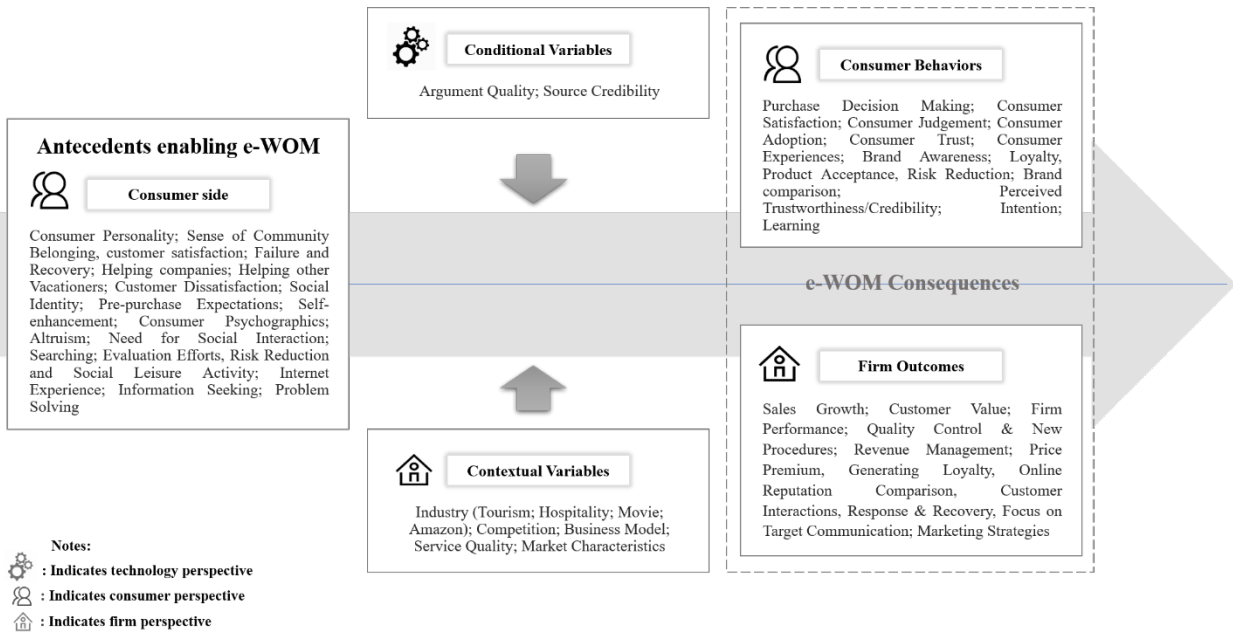 Antecedents enabling e-WOM
Consumer side
Consumer Personality; Sense of Community
Belonging, customer satisfaction; Failure and
Recovery; Helping companies; Helping other
Vacationers; Customer Dissatisfaction; Social
Identity; Pre-purchase Expectations; Self-
enhancement; Consumer Psychographics;
Altruism; Need for Social Interaction;
Searching; Evaluation Efforts, Risk Reduction
and Social Leisure Activity; Internet
Experience; Information Seeking; Problem
Solving
Conditional Variables
Argument Quality; Source Credibility
Contextual Variables
Industry (Tourism; Hospitality; Movie;
Amazon); Competition; Business Model;
Service Quality; Market Characteristics
Consumer Behaviors
Purchase Decision Making; Consumer
Satisfaction; Consumer Judgement; Consumer
Adoption; Consumer Trust; Consumer
Experiences; Brand Awareness; Loyalty,
Product Acceptance, Risk Reduction; Brand
comparison; Perceived
Trustworthiness/Credibility; Intention;
Learning
e-WOM Consequences
Firm Outcomes
Sales Growth; Customer Value; Firm
Performance; Quality Control & New
Procedures; Revenue Management; Price
Premium, Generating Loyalty, Online
Reputation Comparison, Customer
Interactions, Response & Recovery, Focus on
Target Communication; Marketing Strategies
Notes:
: Indicates technology perspective
: Indicates consumer perspective
: Indicates firm perspective